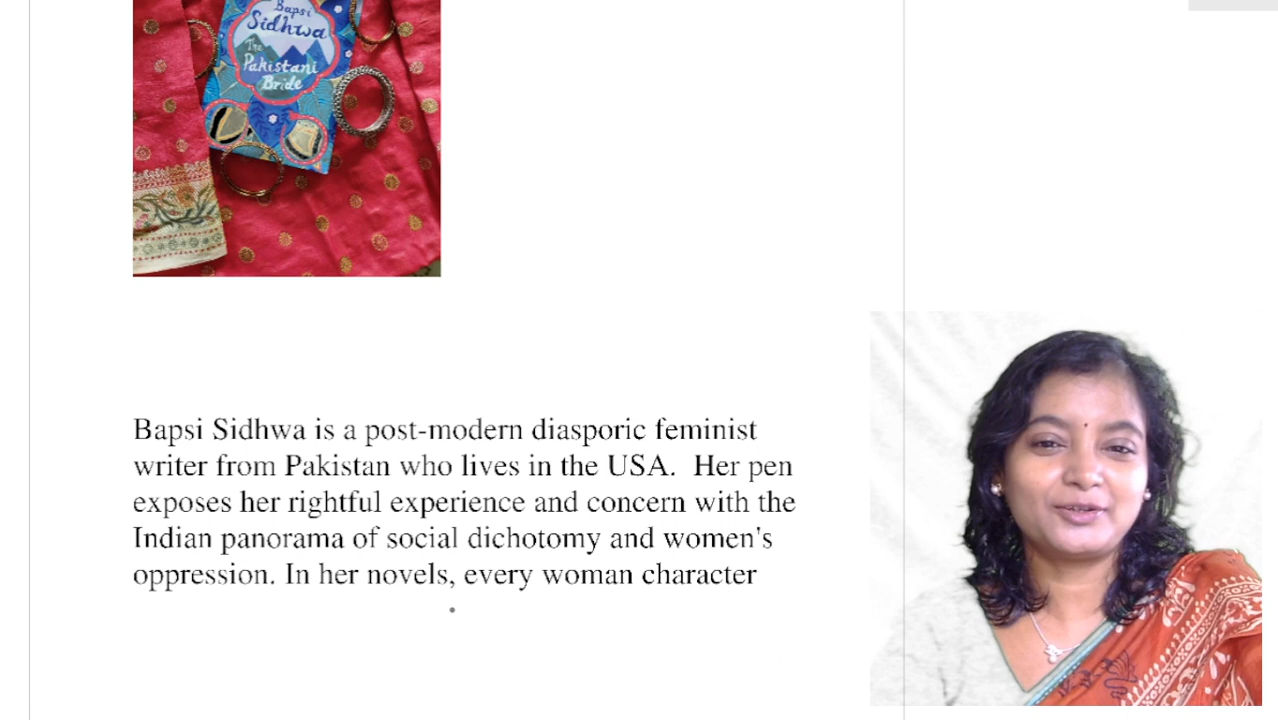 Bapsi
Sidhwa
The
Pakistani
Bride
Bapsi Sidhwa is a post-modern diasporic feminist
writer from Pakistan who lives in the USA.  Her pen
exposes her rightful experience and concern with the
Indian panorama of social dichotomy and women's
oppression. In her novels, every woman character